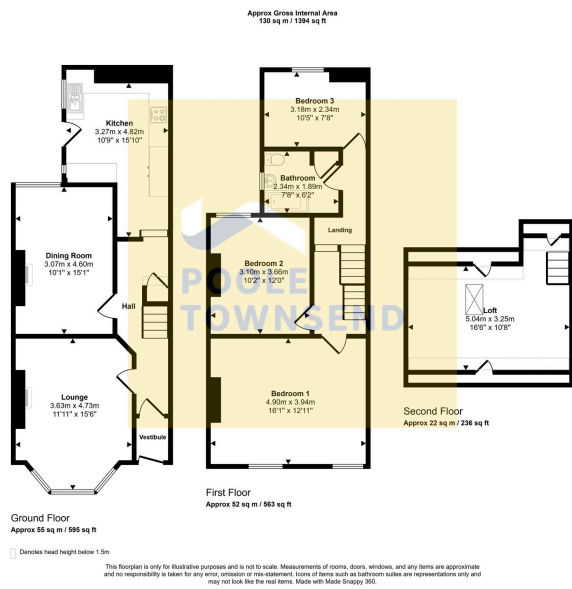 Approx Gross Internal Area
130 sq m / 1394 sq ft
Kitchen
3.27m x 4.82m
10'9" x 15'10"
Dining Room
3.07m x 4.60m
10'1" x 15'1"
Hall
Lounge
3.63m x 4.73m
11'11" x 15'6"
Vestibule
Ground Floor
Approx 55 sq m / 595 sq ft
Bedroom 3
3.18m x 2.34m
10'5" x 7'8"
Bathroom
2.34m x 1.89m
7'8" x 6'2"
Landing
Bedroom 2
3.10m x 3.66m
10'2" x 12'0"
Bedroom 1
4.90m x 3.94m
16'1" x 12'11"
First Floor
Approx 52 sq m / 563 sq ft
Loft
5.04m x 3.25m
16'6" x 10'8"
Second Floor
Approx 22 sq m / 236 sq ft
POOLE
TOWNSEND
Denotes head height below 1.5m
This floorplan is only for illustrative purposes and is not to scale. Measurements of rooms, doors, windows, and any items are approximate
and no responsibility is taken for any error, omission or mis-statement. Icons of items such as bathroom suites are representations only and
may not look like the real items. Made with Made Snappy 360.